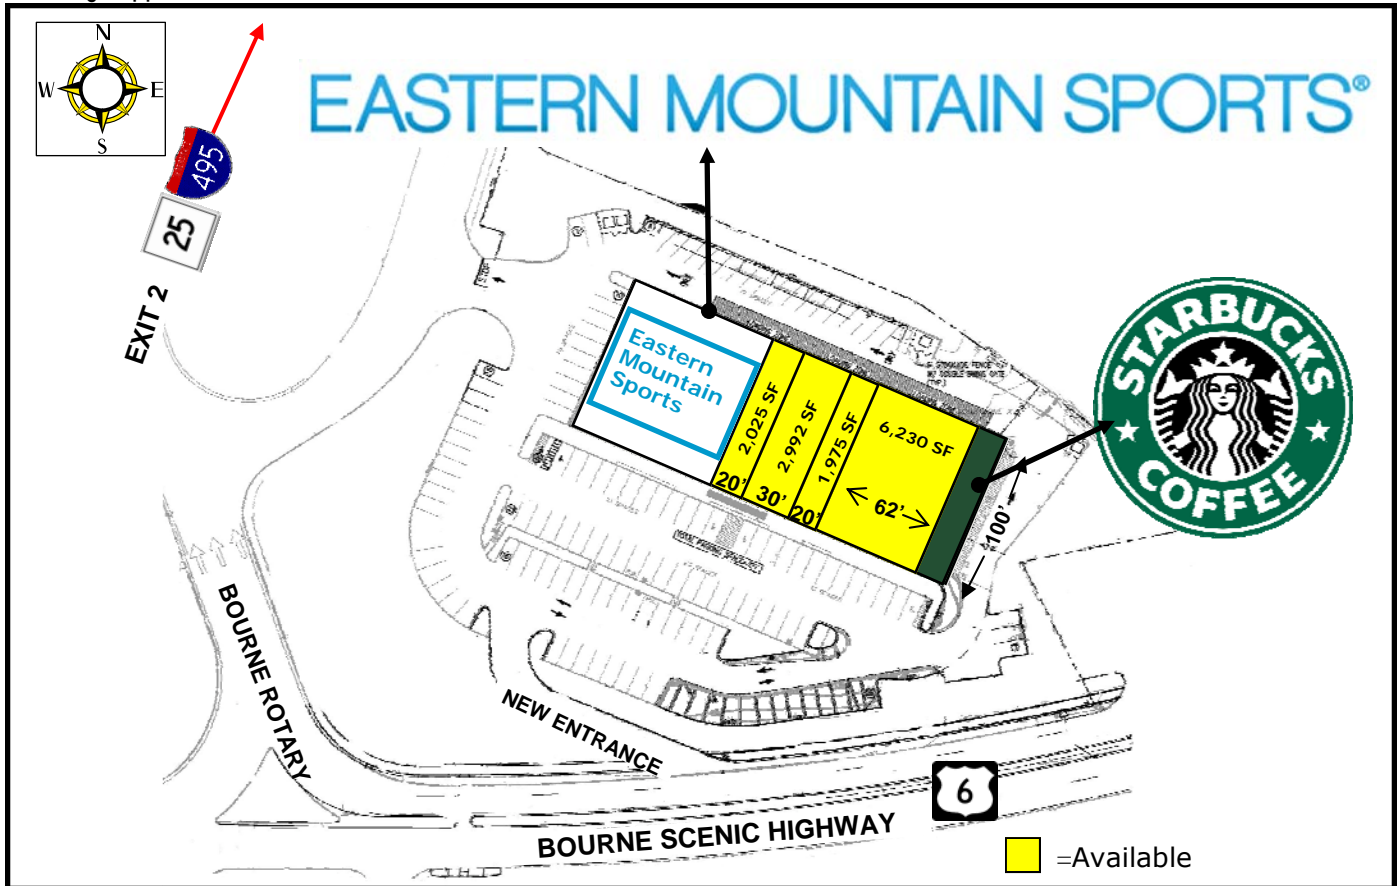 N
W E
S
EASTERN MOUNTAIN SPORTS®
495
25
EXIT 2
STOP
Eastern
Mountain
Sports
2,025 SF
2,992 SF
1,975 SF
6,230 SF
20'
30'
20'
62'
100'
STARBUCKS
COFFEE
BOURNE ROTARY
NEW ENTRANCE
6
BOURNE SCENIC HIGHWAY
=Available